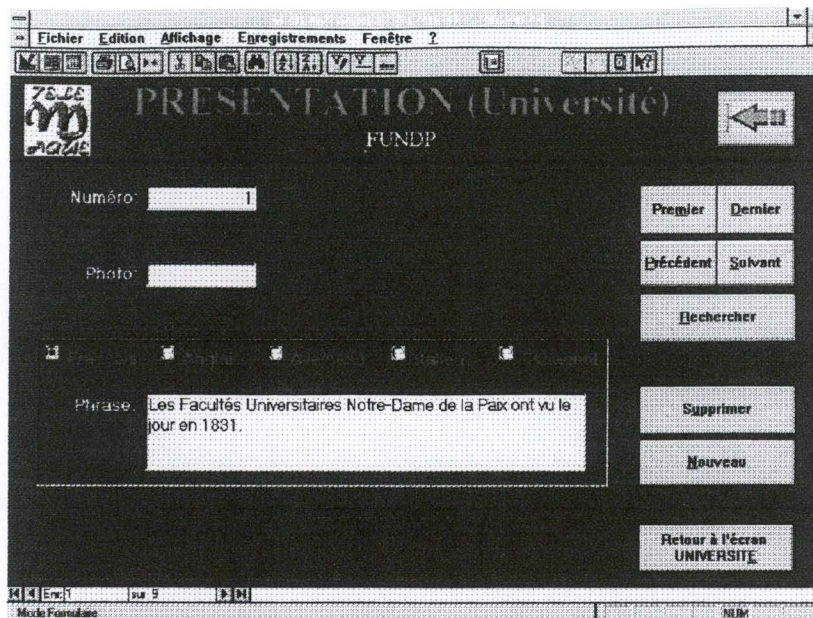 Fichier Edition Affichage Enregistrements Fenêtre ?
PRESENTATION (Université)
FUNDP
Numéro: 1
Premier Dernier
Précédent Suivant
Photo:
Rechercher
Phrase: Les Facultés Universitaires Notre-Dame de la Paix ont vu le
jour en 1831.
Supprimer
Nouveau
Retour à l'écran
UNIVERSITE
Enr: 1 sur 9
Mode Formulaire NUM